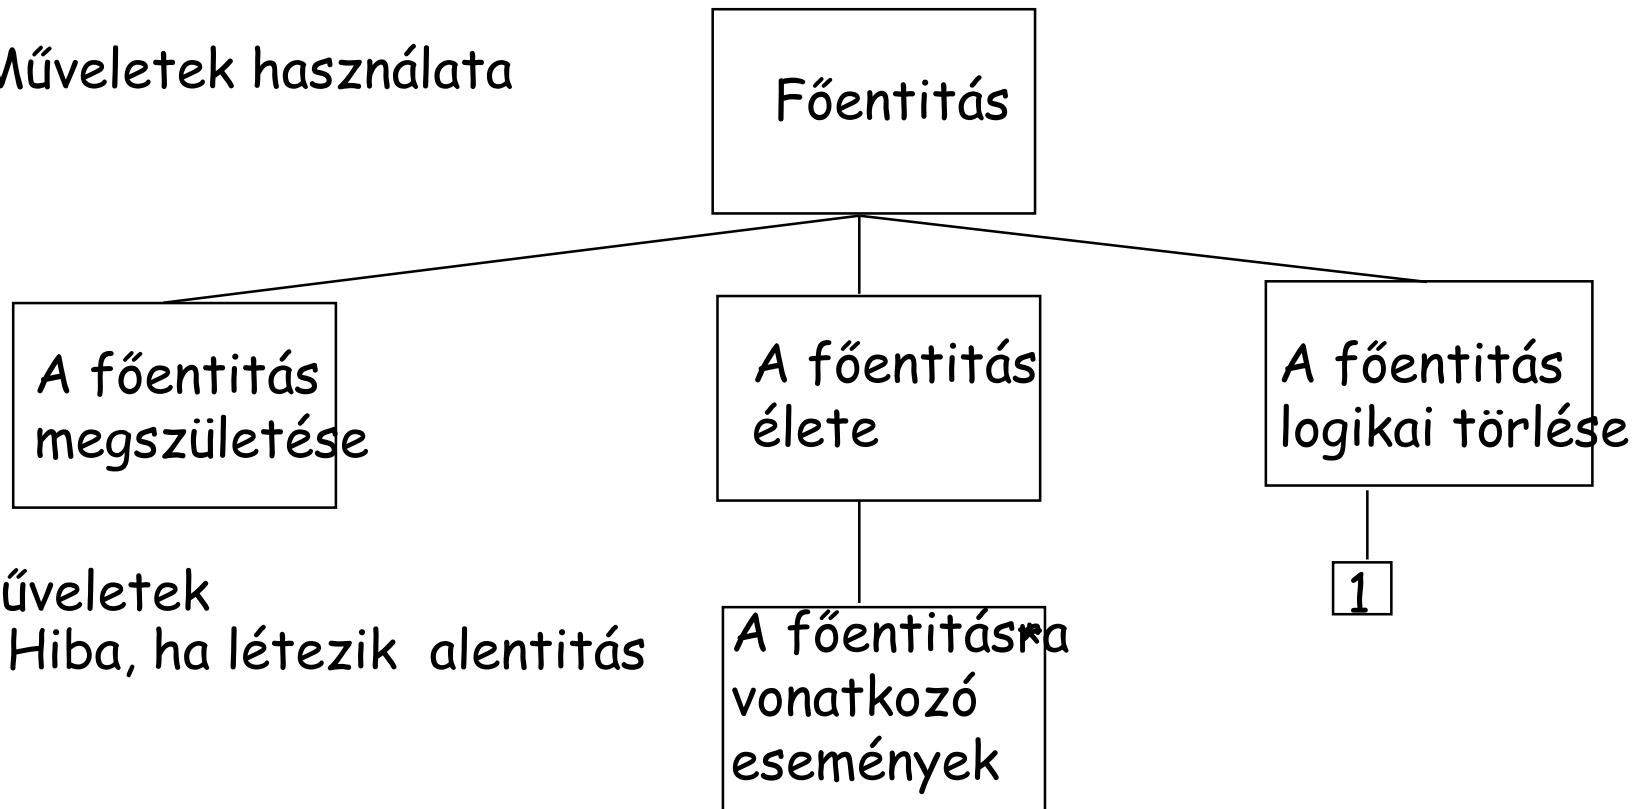 Műveletek használata
Főentitás
A főentitás
megszületése
A főentitás
élete
A főentitás
logikai törlése
1
űveletek
Hiba, ha létezik alentitás
A főentitásra
*
vonatkozó
események